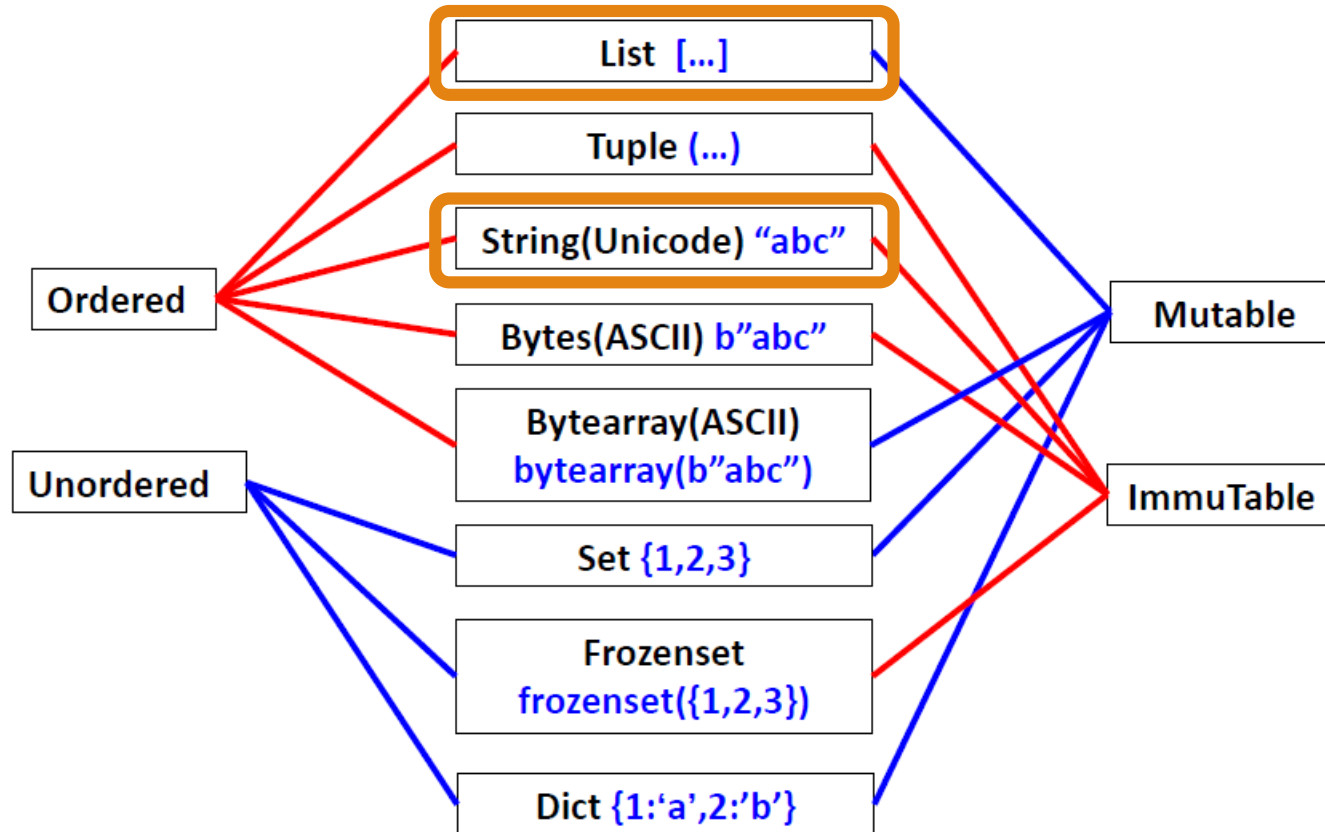 List […]
Tuple (…)
String(Unicode) “abc”
Ordered
Bytes(ASCII) b”abc”
Mutable
Bytearray(ASCII)
bytearray(b”abc”)
Unordered
ImmuTable
Set {1,2,3}
Frozenset
frozenset({1,2,3})
Dict {1:‘a’,2:’b’}